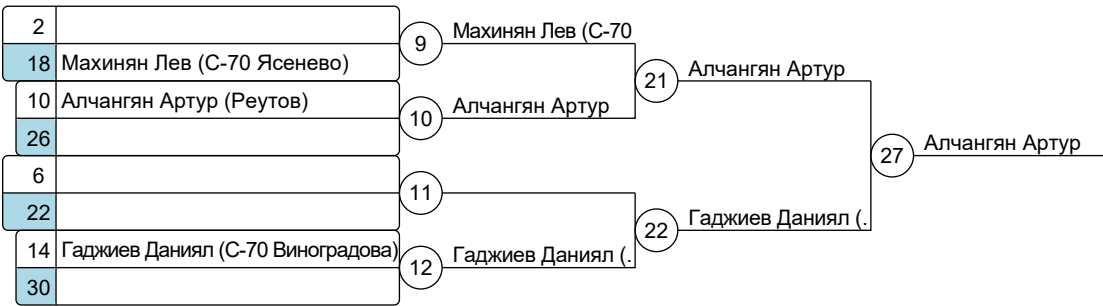 2
18 Махинян Лев (С-70 Ясенево)
10 Алчангян Артур (Реутов)
26
6
22
14 Гаджиев Даниял (С-70 Виноградова)
30
9
Махинян Лев (С-70
10
Алчангян Артур
11
12
Гаджиев Даниял (.
21
Алчангян Артур
22
Гаджиев Даниял (.
27
Алчангян Артур